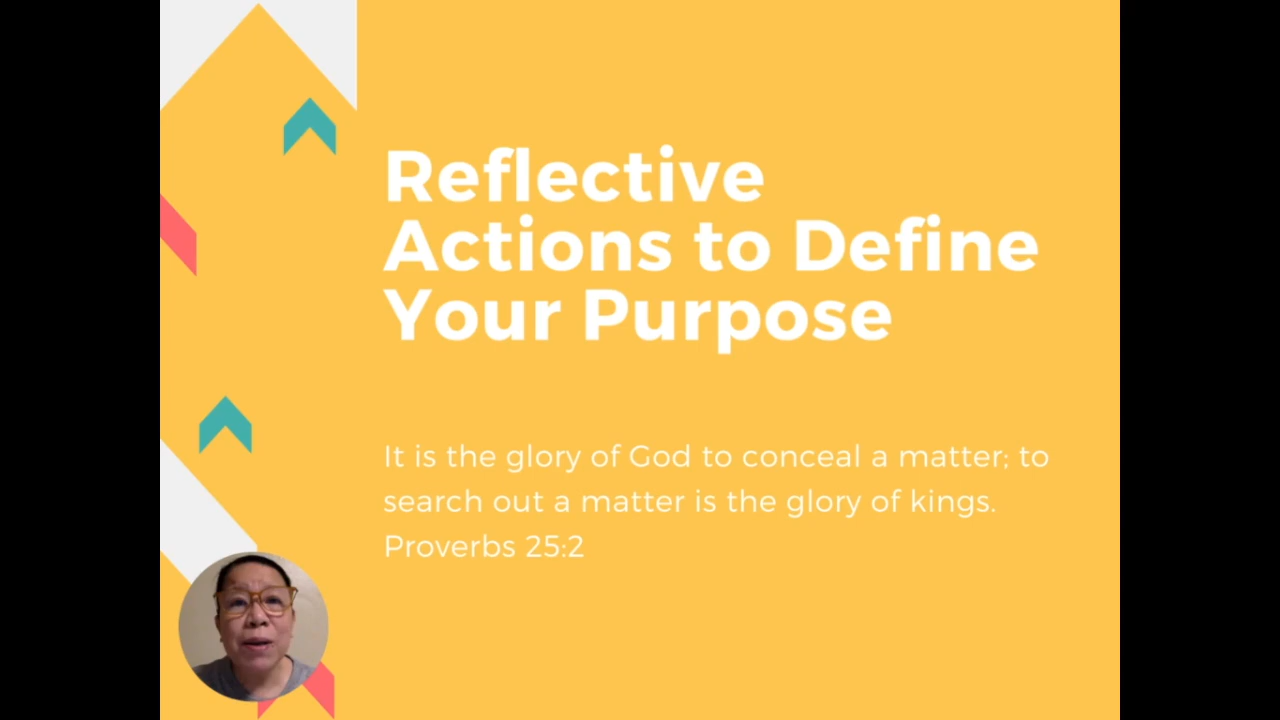 Reflective
Actions to Define
Your Purpose
It is the glory of God to conceal a matter; to
search out a matter is the glory of kings.
Proverbs 25:2